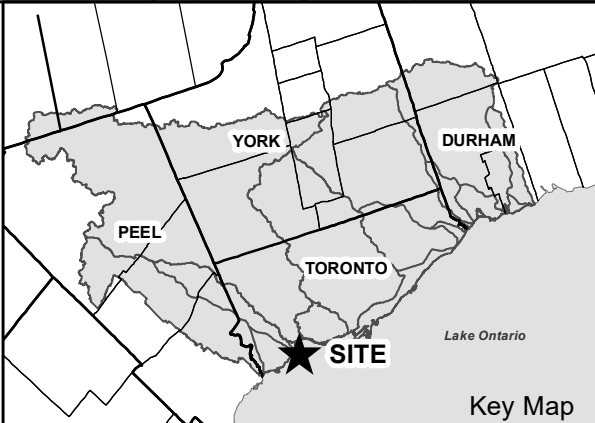 YORK
DURHAM
PEEL
TORONTO
Lake Ontario
SITE
Key Map